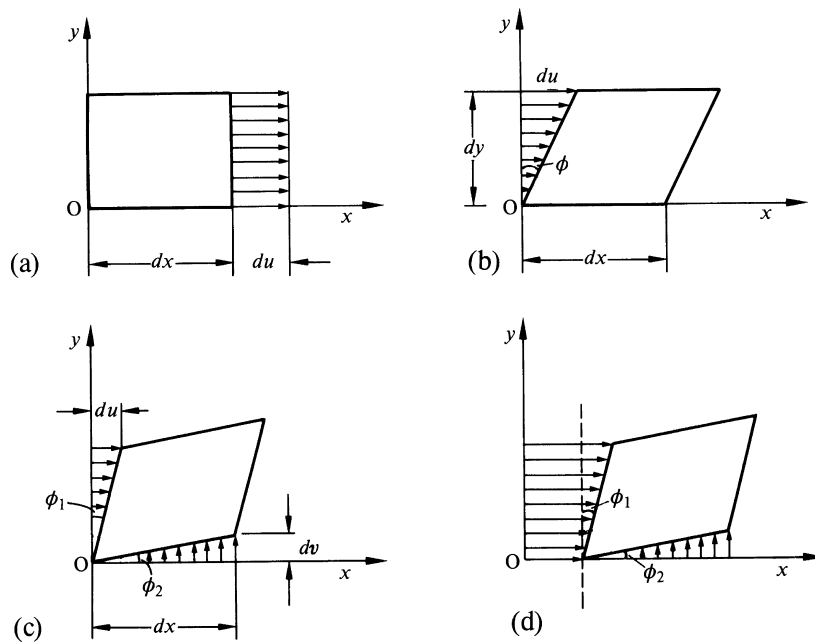 y
O
x
dx
du
(a)
y
du
dy
ϕ
O
x
dx
(b)
y
du
ϕ₁
O
ϕ₂
dv
x
dx
(c)
y
ϕ₁
O
ϕ₂
x
(d)